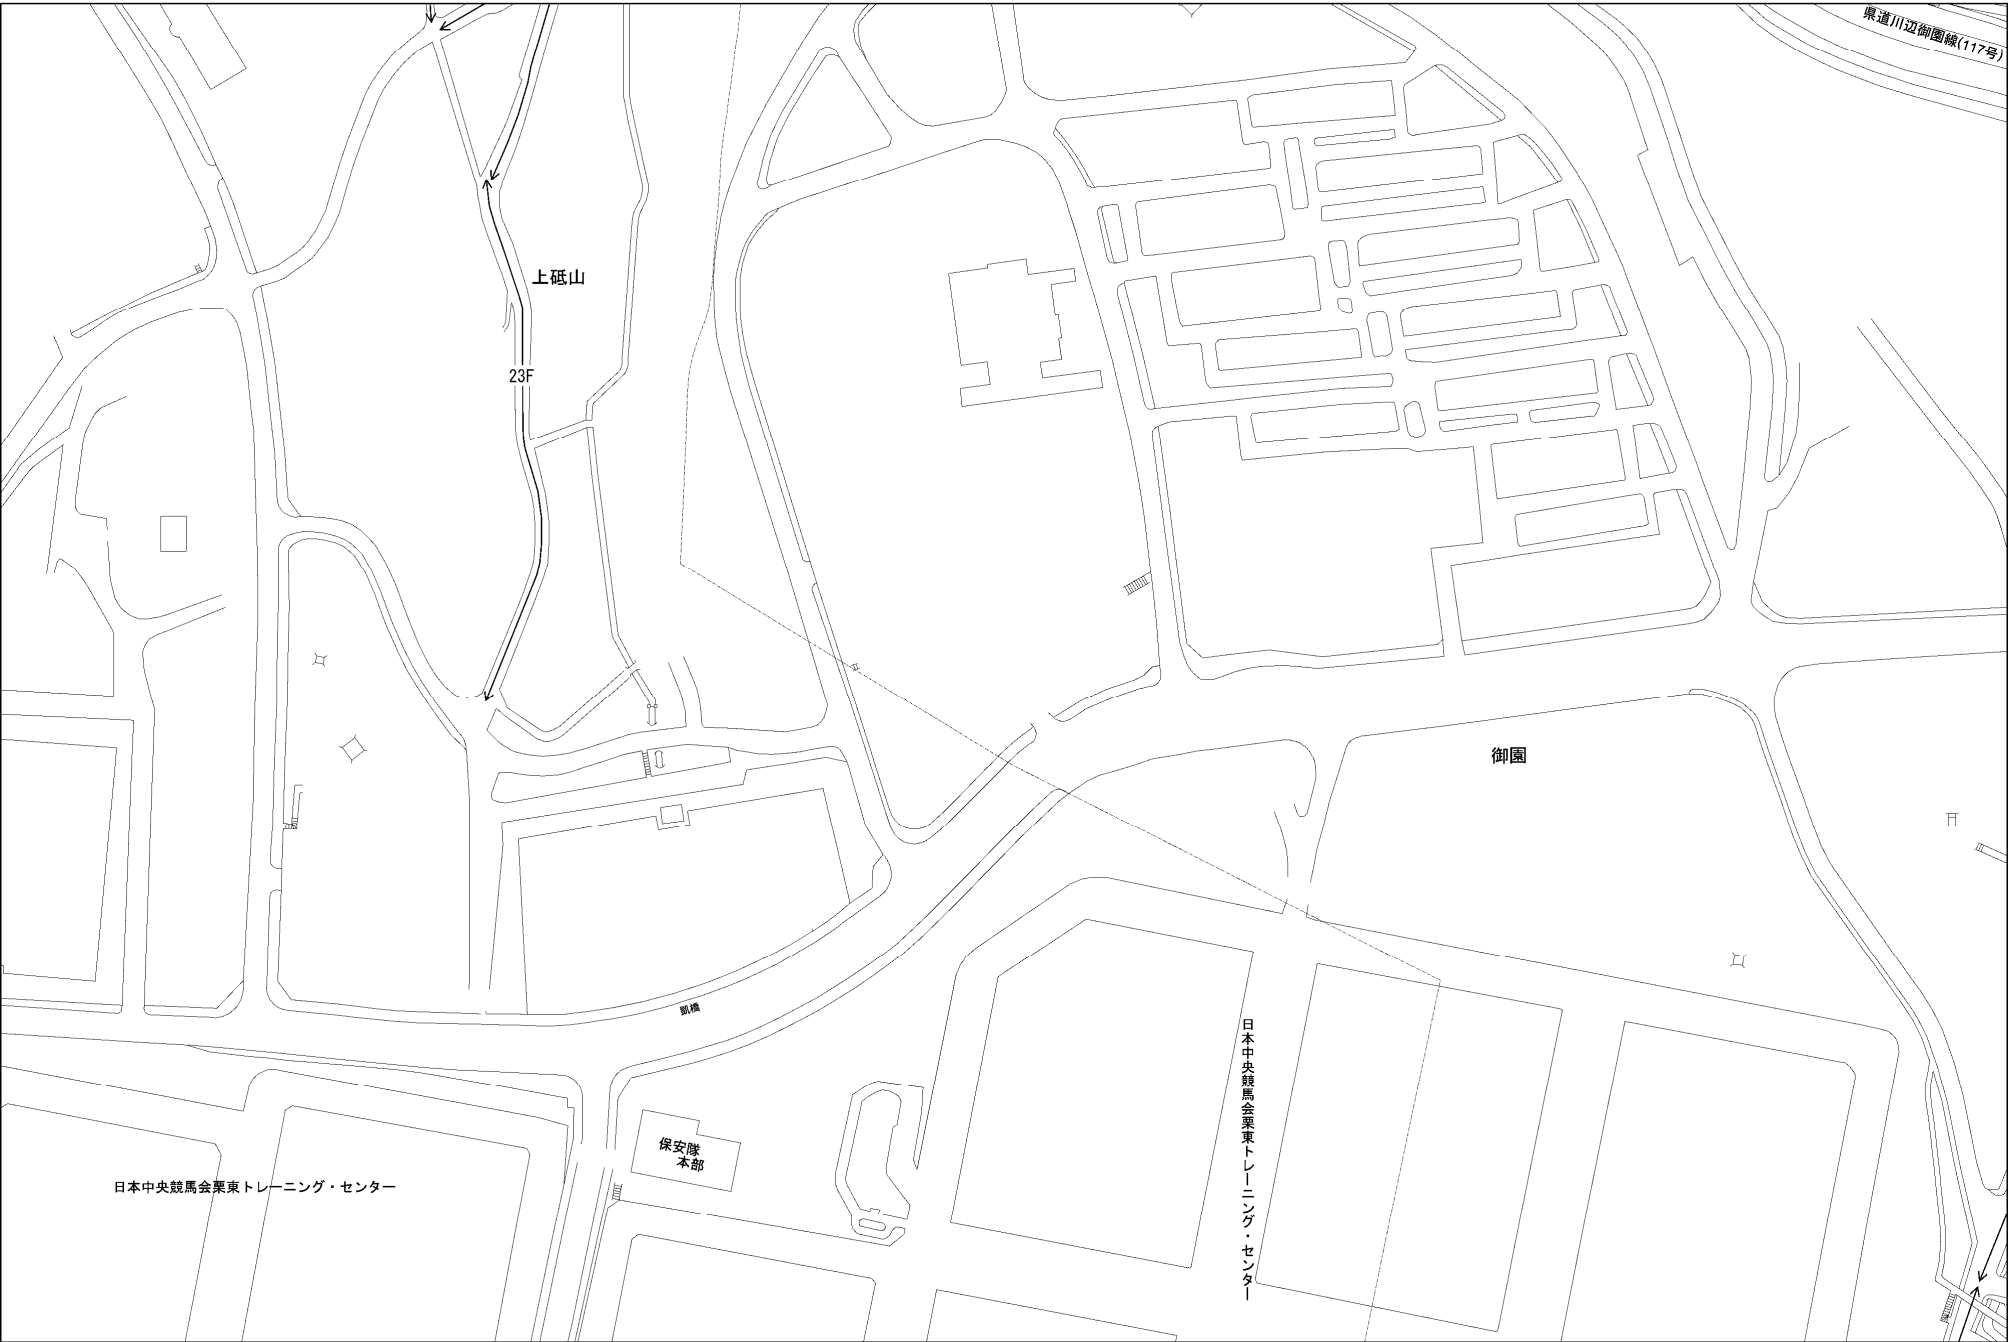 県道川辺御園線(117号)
上砥山
23F
御園
凱橋
日本中央競馬会栗東トレーニング・センター
保安隊
本部
日本中央競馬会栗東トレーニング・センター